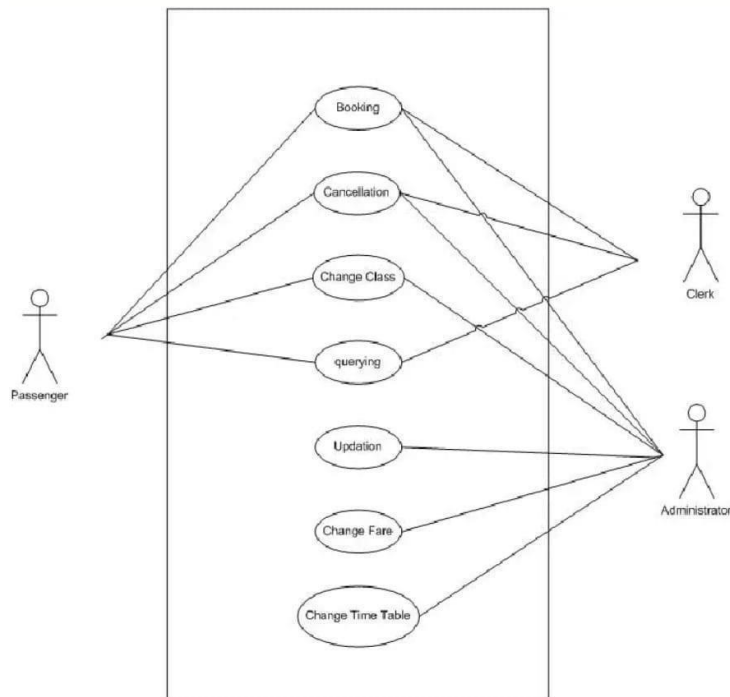 Booking
Cancellation
Change Class
Clerk
querying
Passenger
Updation
Administrator
Change Fare
Change Time Table